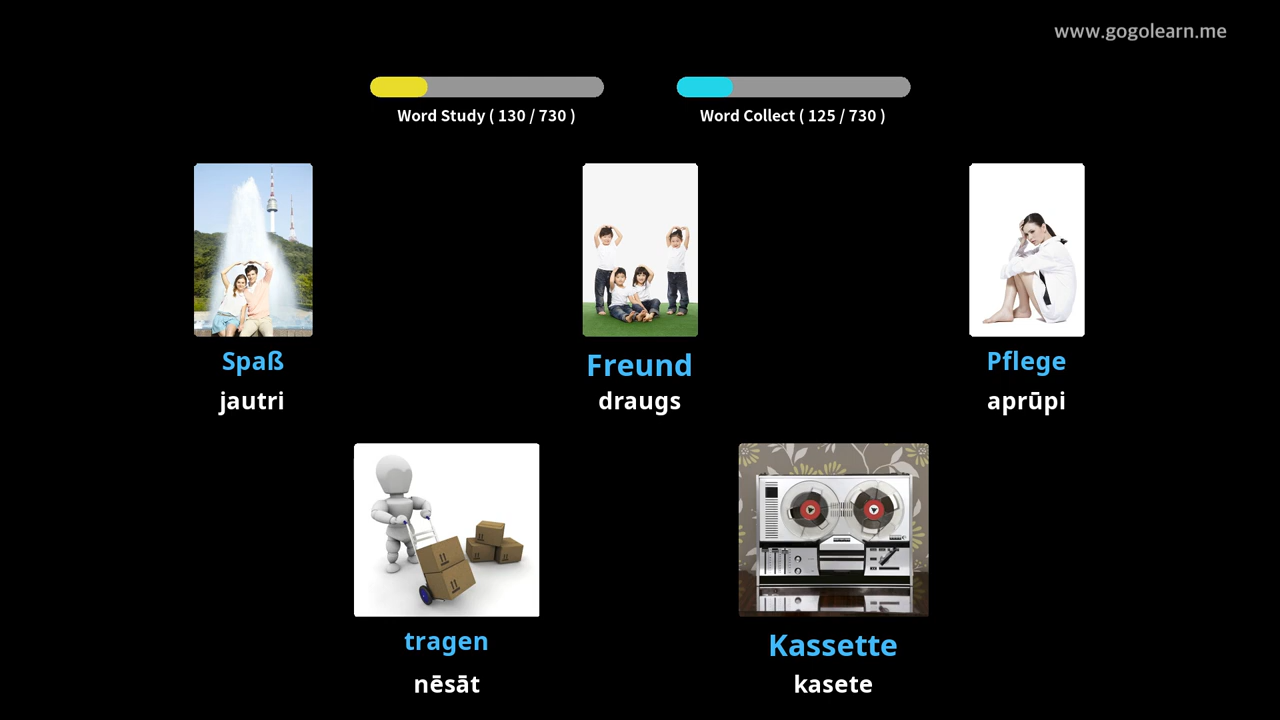 www.gogolearn.me
Word Study ( 130 / 730 )
Word Collect ( 125 / 730 )
Spaß
jautri
Freund
draugs
Pflege
aprūpi
tragen
nēsāt
Kassette
kasete